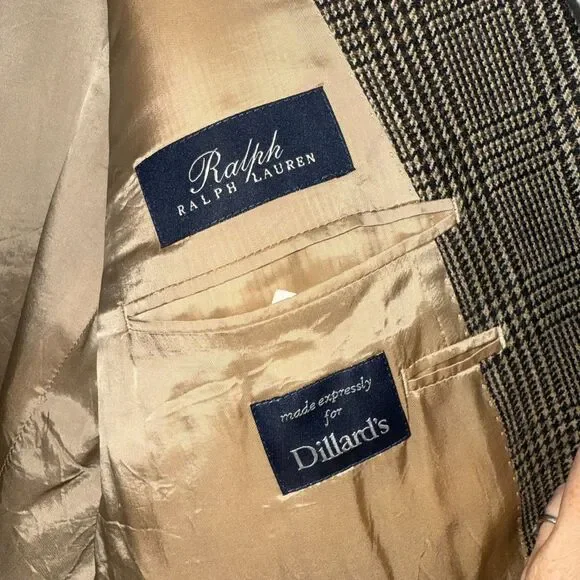 Ralph
RALPH LAUREN
made expressly
for
Dillard's